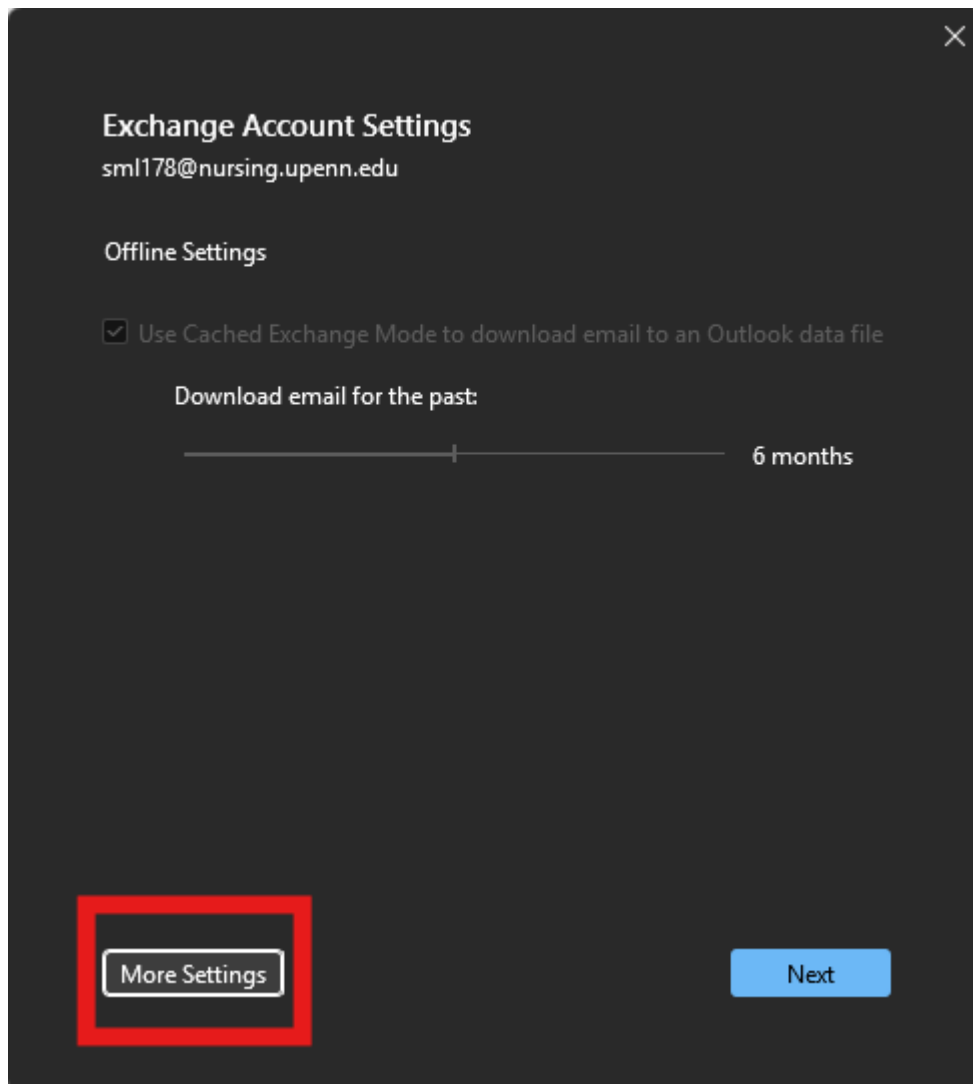 Exchange Account Settings
sml178@nursing.upenn.edu
Offline Settings
Use Cached Exchange Mode to download email to an Outlook data file
Download email for the past:
6 months
More Settings
Next